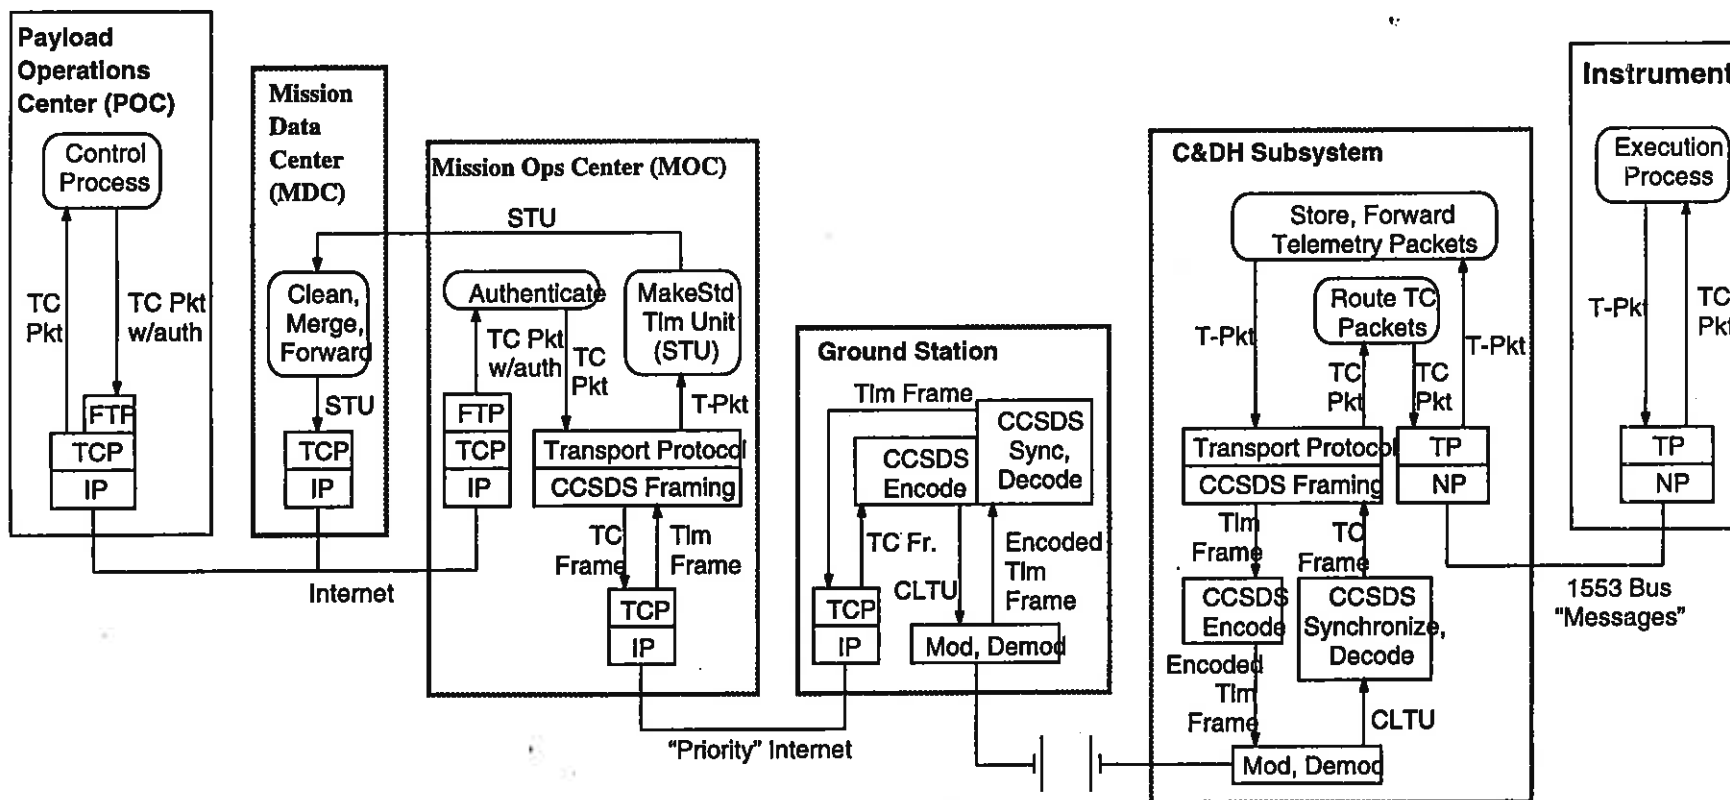 Payload
Operations
Center (POC)
Control
Process
TC
Pkt
TC Pkt
w/auth
FTP
TCP
IP
Mission
Data
Center
(MDC)
Clean,
Merge,
Forward
STU
TCP
IP
Internet
Mission Ops Center (MOC)
STU
Authenticate
MakeStd
Tlm Unit
(STU)
TC Pkt
w/auth
TC
Pkt
T-Pkt
FTP
TCP
IP
Transport Protocol
CCSDS Framing
TC
Frame
Tlm
Frame
TCP
IP
"Priority" Internet
Ground Station
Tlm Frame
CCSDS
Sync,
Decode
CCSDS
Encode
TC Fr.
CLTU
Encoded
Tlm
Frame
TCP
IP
Mod, Demod
C&DH Subsystem
Store, Forward
Telemetry Packets
Route TC
Packets
T-Pkt
TC
Pkt
TC
Pkt
T-Pkt
Transport Protocol
CCSDS Framing
TP
NP
Tlm
Frame
TC
Frame
CCSDS
Encode
CCSDS
Synchronize,
Decode
Encoded
Tlm
Frame
CLTU
Mod, Demod
Instrument
Execution
Process
T-Pkt
TC
Pkt
TP
NP
1553 Bus
"Messages"